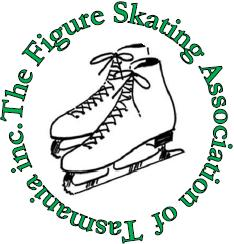 The Figure Skating Association of Tasmania inc.